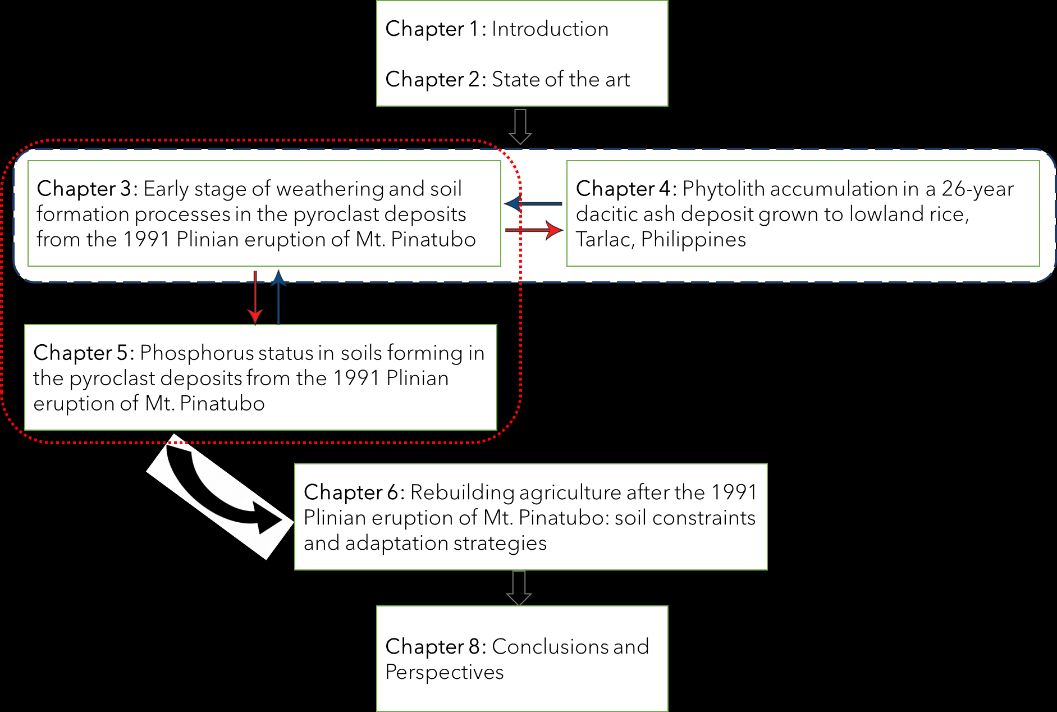 Chapter 1: Introduction
Chapter 2: State of the art
Chapter 3: Early stage of weathering and soil
formation processes in the pyroclast deposits
from the 1991 Plinian eruption of Mt. Pinatubo
Chapter 4: Phytolith accumulation in a 26-year
dacitic ash deposit grown to lowland rice,
Tarlac, Philippines
Chapter 5: Phosphorus status in soils forming in
the pyroclast deposits from the 1991 Plinian
eruption of Mt. Pinatubo
Chapter 6: Rebuilding agriculture after the 1991
Plinian eruption of Mt. Pinatubo: soil constraints
and adaptation strategies
Chapter 8: Conclusions and
Perspectives